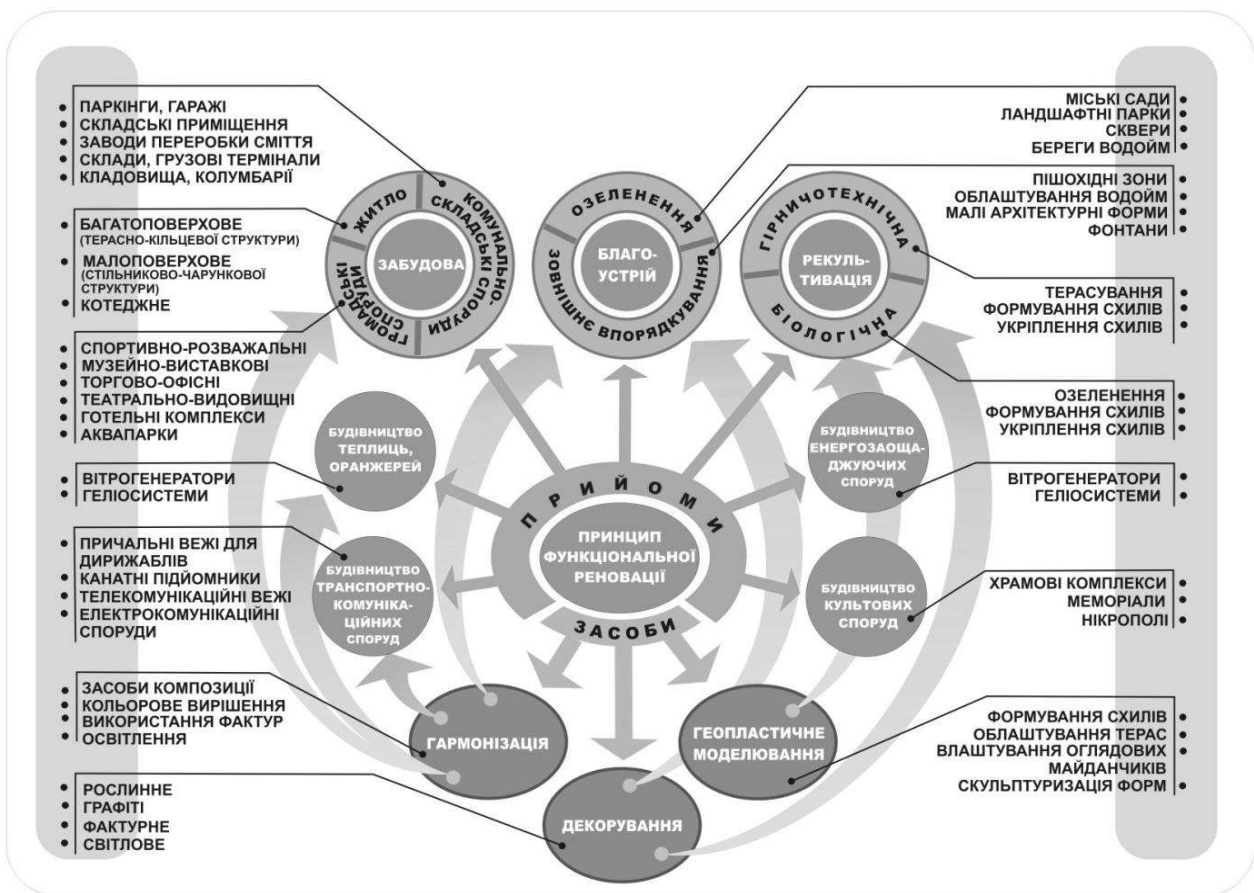 ПАРКІНГИ, ГАРАЖІ
СКЛАДСЬКІ ПРИМІЩЕННЯ
ЗАВОДИ ПЕРЕРОБКИ СМІТТЯ
СКЛАДИ, ГРУЗОВІ ТЕРМІНАЛИ
КЛАДОВИЩА, КОЛУМБАРІЇ
БАГАТОПОВЕРХОВЕ
(ТЕРАСНО-КІЛЬЦЕВОЇ СТРУКТУРИ)
МАЛОПОВЕРХОВЕ
(СТІЛЬНИКОВО-ЧАРУНКОВОЇ
СТРУКТУРИ)
КОТЕДЖНЕ
СПОРТИВНО-РОЗВАЖАЛЬНІ
МУЗЕЙНО-ВИСТАВКОВІ
ТОРГОВО-ОФІСНІ
ТЕАТРАЛЬНО-ВИДОВИЩНІ
ГОТЕЛЬНІ КОМПЛЕКСИ
АКВАПАРКИ
ВІТРОГЕНЕРАТОРИ
ГЕЛІОСИСТЕМИ
ПРИЧАЛЬНІ ВЕЖІ ДЛЯ
ДИРИЖАБЛІВ
КАНАТНІ ПІДЙОМНИКИ
ТЕЛЕКОМУНІКАЦІЙНІ ВЕЖІ
ЕЛЕКТРОКОМУНІКАЦІЙНІ
СПОРУДИ
ЗАСОБИ КОМПОЗИЦІЇ
КОЛЬОРОВЕ ВИРІШЕННЯ
ВИКОРИСТАННЯ ФАКТУР
ОСВІТЛЕННЯ
РОСЛИННЕ
ГРАФІТІ
ФАКТУРНЕ
СВІТЛОВЕ
ЖИТЛО
КОМУНАЛЬНО-
СКЛАДСЬКІ СПОРУДИ
ГРОМАДСЬКІ
СПОРУДИ
ЗАБУДОВА
ОЗЕЛЕНЕННЯ
ЗОВНІШНЄ ВПОРЯДКУВАННЯ
БЛАГО-
УСТРІЙ
ГІРНИЧОТЕХНІЧНА
БІОЛОГІЧНА
РЕКУЛЬ-
ТИВАЦІЯ
БУДІВНИЦТВО
ТЕПЛИЦЬ,
ОРАНЖЕРЕЙ
БУДІВНИЦТВО
ТРАНСПОРТНО-
КОМУНІКА-
ЦІЙНИХ
СПОРУД
ПРИЙОМИ
ПРИНЦИП
ФУНКЦІОНАЛЬНОЇ
РЕНОВАЦІЇ
ЗАСОБИ
БУДІВНИЦТВО
ЕНЕРГОЗАОЩА-
ДЖУЮЧИХ
СПОРУД
БУДІВНИЦТВО
КУЛЬТОВИХ
СПОРУД
ГАРМОНІЗАЦІЯ
ДЕКОРУВАННЯ
ГЕОПЛАСТИЧНЕ
МОДЕЛЮВАННЯ
МІСЬКІ САДИ
ЛАНДШАФТНІ ПАРКИ
СКВЕРИ
БЕРЕГИ ВОДОЙМ
ПІШОХІДНІ ЗОНИ
ОБЛАШТУВАННЯ ВОДОЙМ
МАЛІ АРХІТЕКТУРНІ ФОРМИ
ФОНТАНИ
ТЕРАСУВАННЯ
ФОРМУВАННЯ СХИЛІВ
УКРІПЛЕННЯ СХИЛІВ
ОЗЕЛЕНЕННЯ
ФОРМУВАННЯ СХИЛІВ
УКРІПЛЕННЯ СХИЛІВ
ВІТРОГЕНЕРАТОРИ
ГЕЛІОСИСТЕМИ
ХРАМОВІ КОМПЛЕКСИ
МЕМОРІАЛИ
НІКРОПОЛІ
ФОРМУВАННЯ СХИЛІВ
ОБЛАШТУВАННЯ ТЕРАС
ВЛАШТУВАННЯ ОГЛЯДОВИХ
МАЙДАНЧИКІВ
СКУЛЬПТУРИЗАЦІЯ ФОРМ